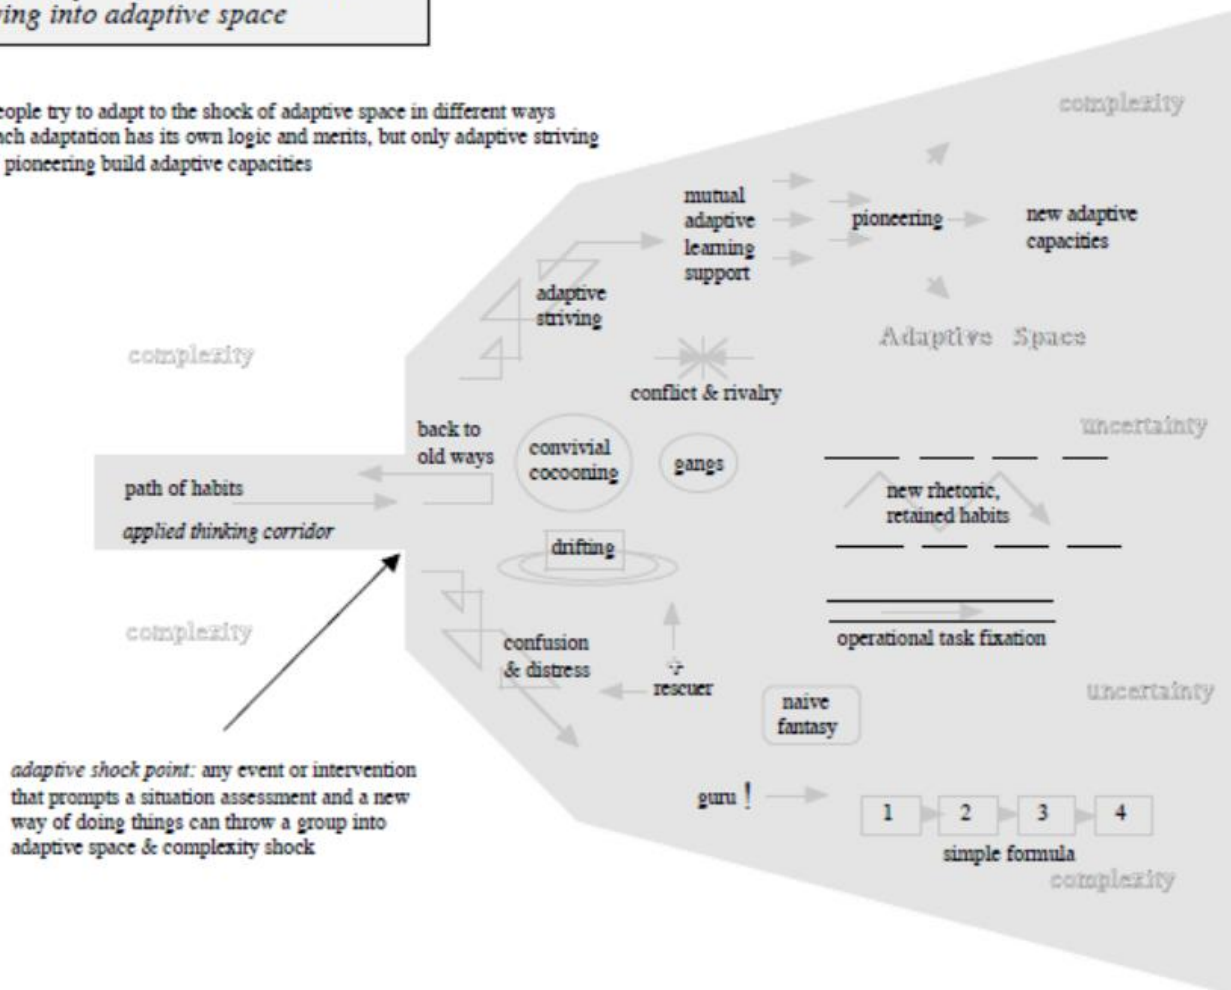 ving into adaptive space
eople try to adapt to the shock of adaptive space in different ways
ach adaptation has its own logic and merits, but only adaptive striving
pioneering build adaptive capacities
complexity
mutual
adaptive
learning
support
pioneering
new adaptive
capacities
adaptive
striving
Adaptive Space
complexity
conflict & rivalry
back to
old ways
convivial
cocooning
gangs
uncertainty
path of habits
applied thinking corridor
new rhetoric,
retained habits
drifting
complexity
confusion
& distress
rescuer
operational task fixation
naive
fantasy
uncertainty
adaptive shock point: any event or intervention
that prompts a situation assessment and a new
way of doing things can throw a group into
adaptive space & complexity shock
guru !
1 2 3 4
simple formula
complexity